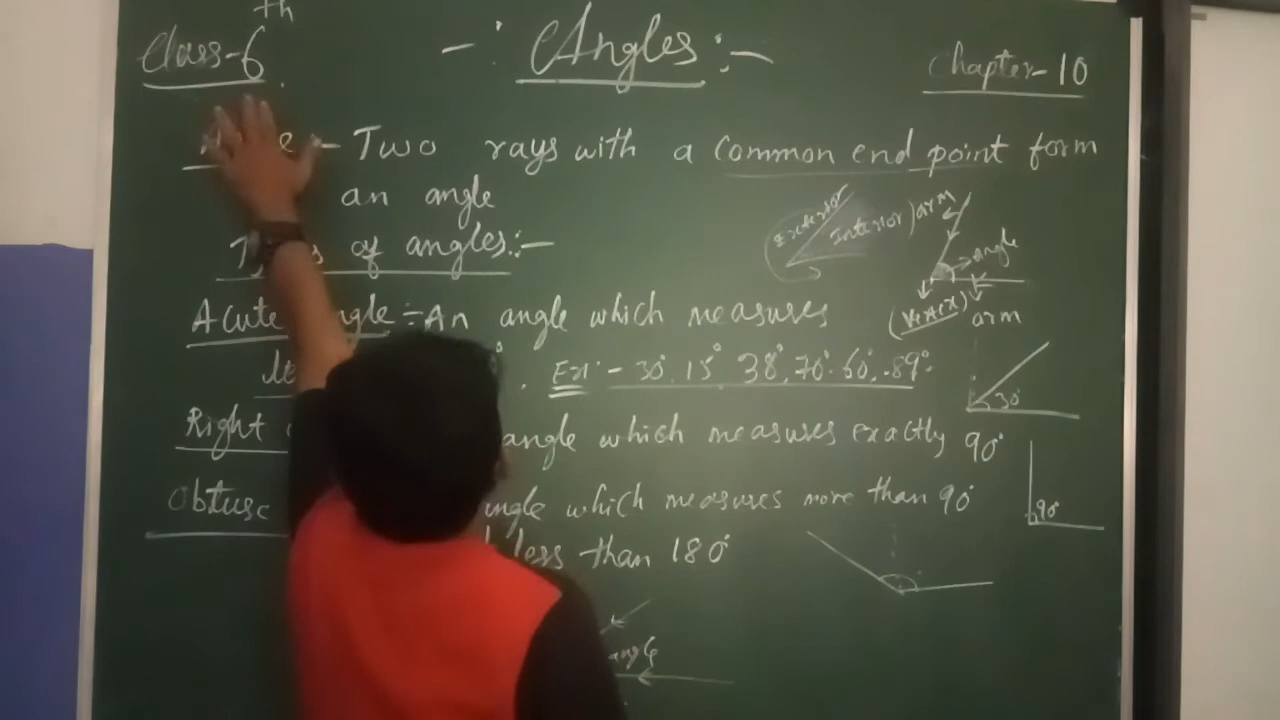 Class-6th
-: Angles :-
Chapter-10
:- Two rays with a common end point form
an angle
of angles:-
Exterior
Interior
arm
angle
(Vertex)
arm
Acute angle :- An angle which measures
Ex:- 30°, 15° 38°, 70°. 60°, .89°.
30°
Right angle which measures exactly 90°
90°
Obtuse angle which measures more than 90°
less than 180°
angle